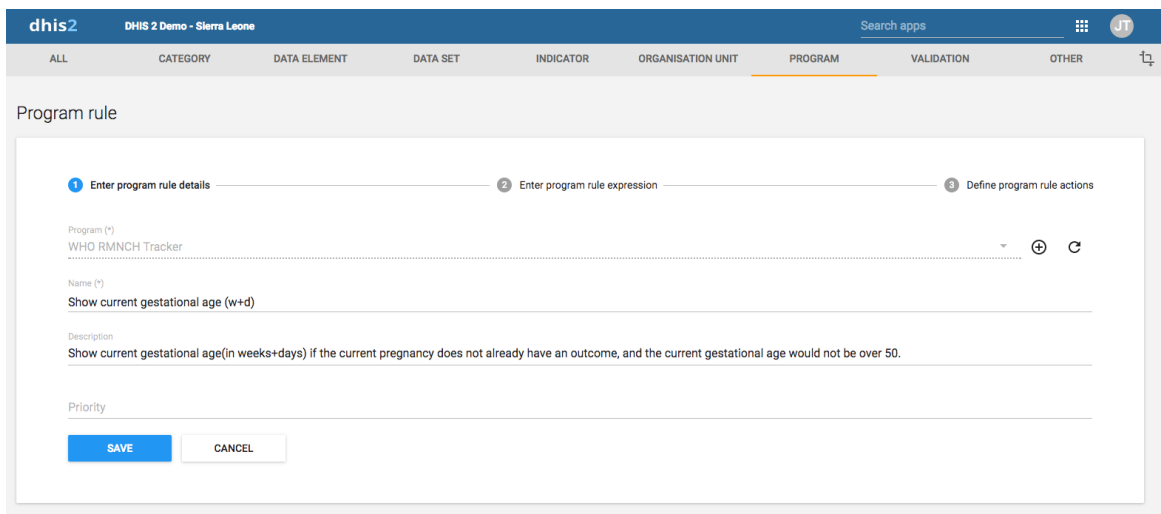 dhis2 DHIS 2 Demo - Sierra Leone Search apps JT
ALL CATEGORY DATA ELEMENT DATA SET INDICATOR ORGANISATION UNIT PROGRAM VALIDATION OTHER
Program rule
1 Enter program rule details 2 Enter program rule expression 3 Define program rule actions
Program (*)
WHO RMNCH Tracker
Name (*)
Show current gestational age (w+d)
Description
Show current gestational age(in weeks+days) if the current pregnancy does not already have an outcome, and the current gestational age would not be over 50.
Priority
SAVE CANCEL